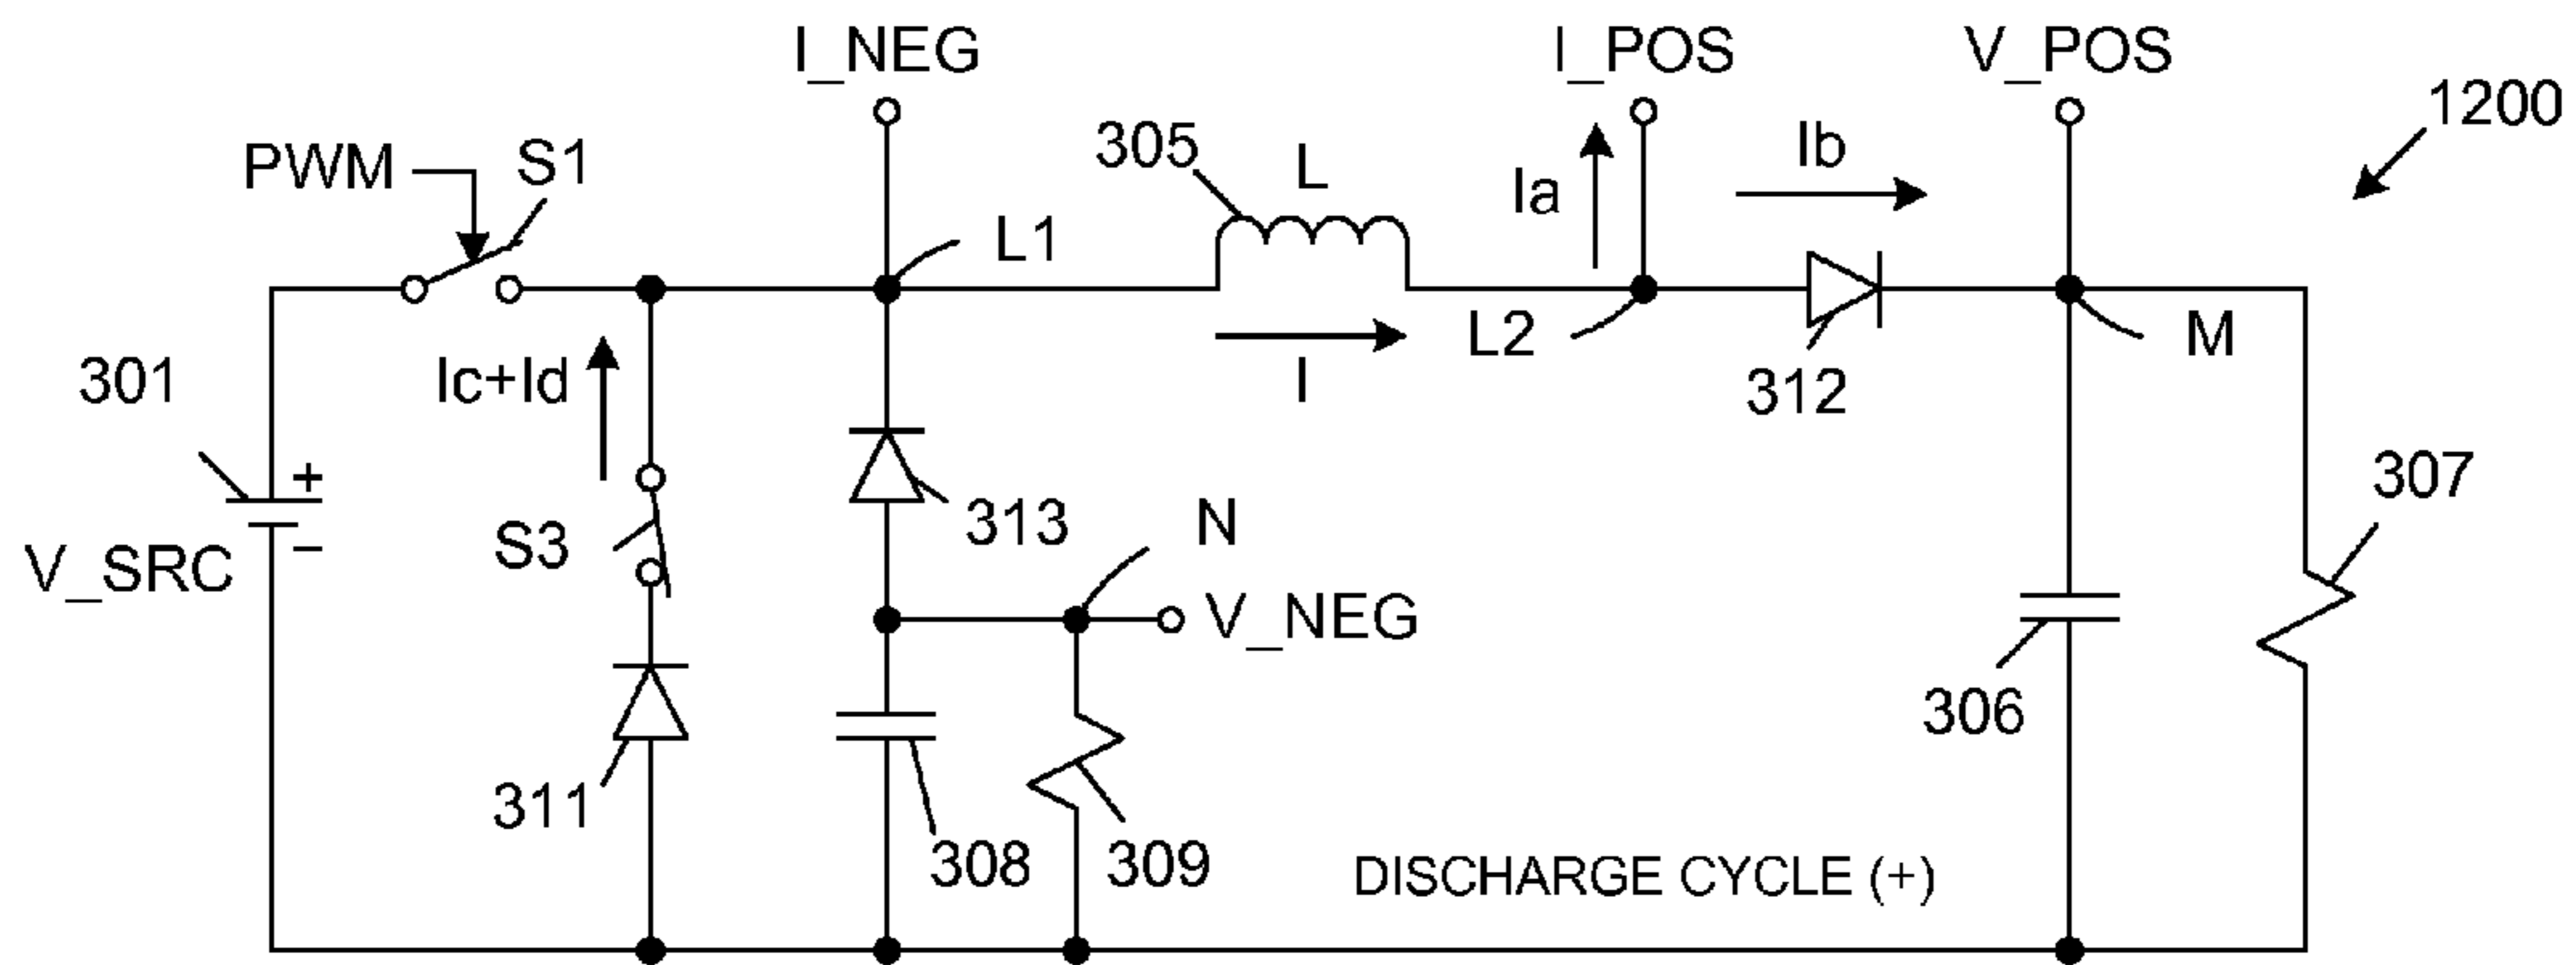 I_NEG
I_POS
V_POS
1200
PWM
S1
305
L
Ia
Ib
L1
L2
M
301
Ic+Id
I
312
+
V_SRC
−
S3
313
N
307
V_NEG
311
308
309
306
DISCHARGE CYCLE (+)